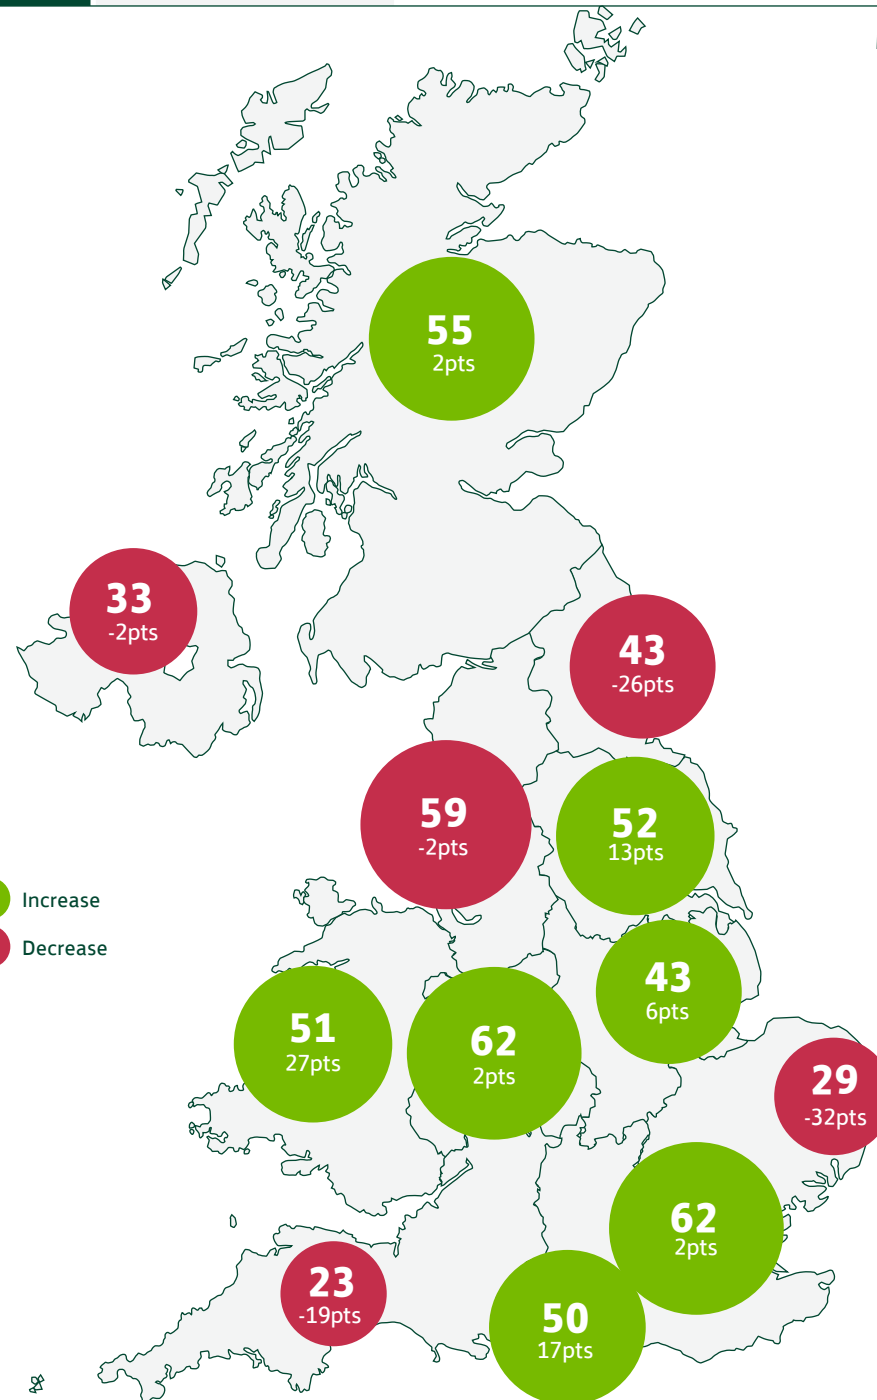 55
2pts
33
-2pts
43
-26pts
59
-2pts
52
13pts
Increase
Decrease
43
6pts
51
27pts
62
2pts
29
-32pts
62
2pts
23
-19pts
50
17pts